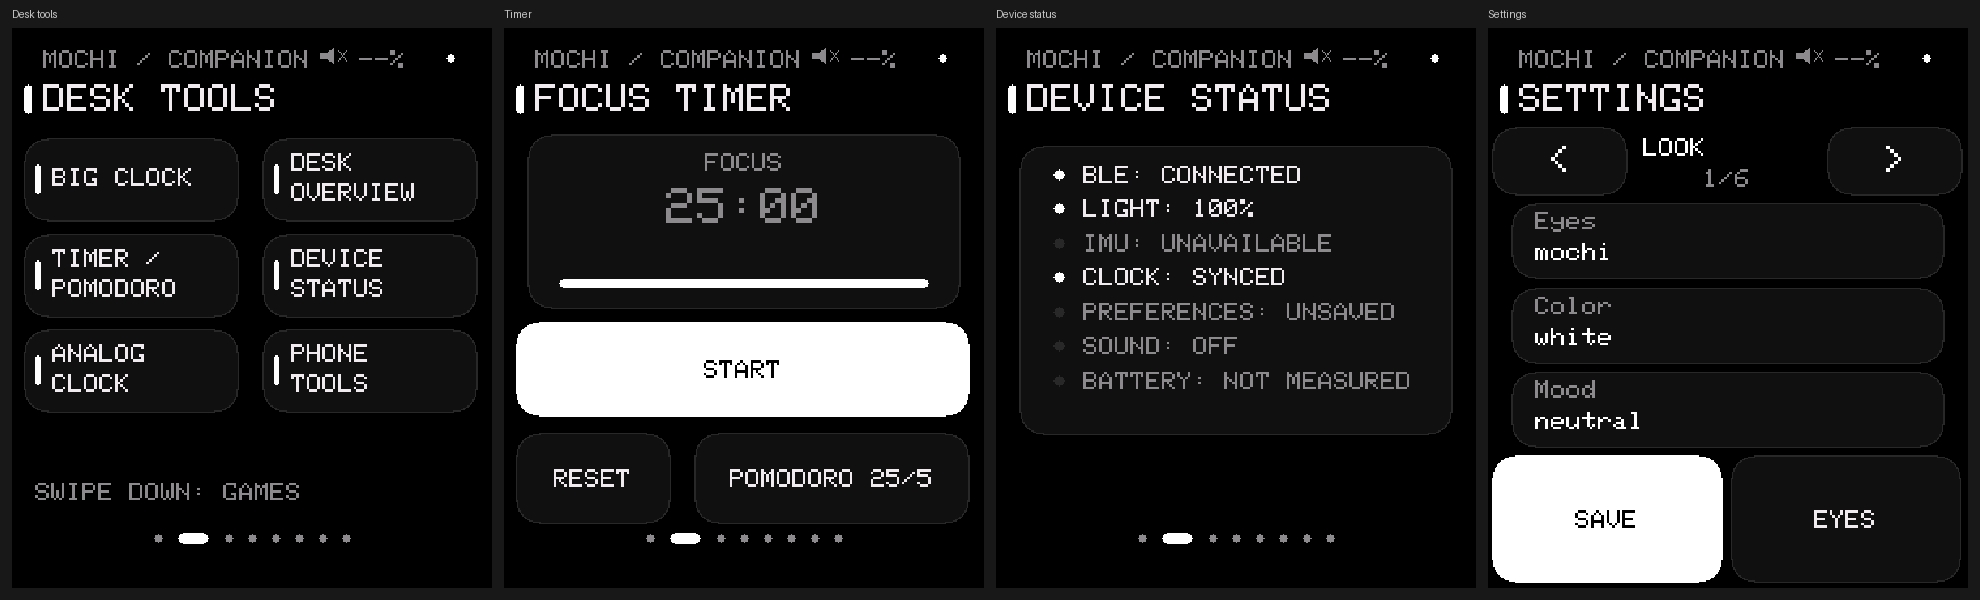 Desk tools
MOCHI / COMPANION --%
DESK TOOLS
BIG CLOCK
DESK
OVERVIEW
TIMER /
POMODORO
DEVICE
STATUS
ANALOG
CLOCK
PHONE
TOOLS
SWIPE DOWN: GAMES
Timer
MOCHI / COMPANION --%
FOCUS TIMER
FOCUS
25:00
START
RESET
POMODORO 25/5
Device status
MOCHI / COMPANION --%
DEVICE STATUS
BLE: CONNECTED
LIGHT: 100%
IMU: UNAVAILABLE
CLOCK: SYNCED
PREFERENCES: UNSAVED
SOUND: OFF
BATTERY: NOT MEASURED
Settings
MOCHI / COMPANION --%
SETTINGS
<
LOOK
1/6
>
Eyes
mochi
Color
white
Mood
neutral
SAVE
EYES